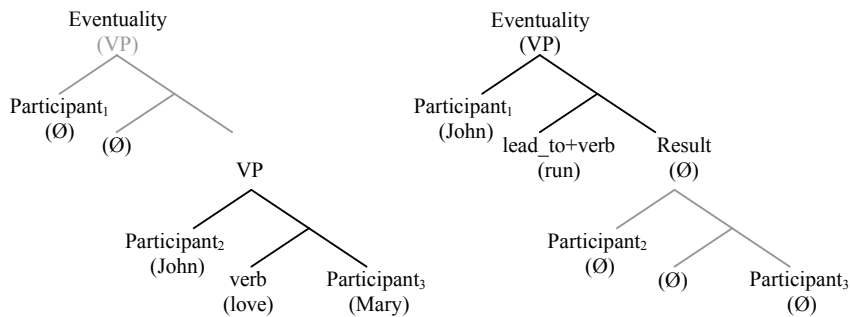 Eventuality
(VP)
Participant₁
(Ø)
(Ø)
VP
Participant₂
(John)
verb
(love)
Participant₃
(Mary)
Eventuality
(VP)
Participant₁
(John)
lead_to+verb
(run)
Result
(Ø)
Participant₂
(Ø)
(Ø)
Participant₃
(Ø)